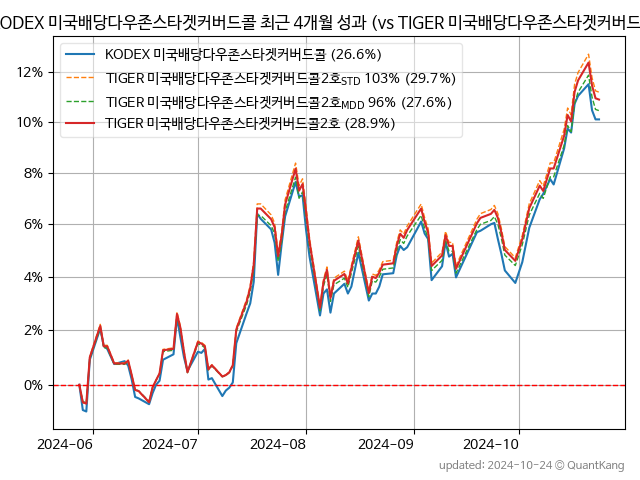 ODEX 미국배당다우존스타겟커버드콜 최근 4개월 성과 (vs TIGER 미국배당다우존스타겟커버드
KODEX 미국배당다우존스타겟커버드콜 (26.6%)
TIGER 미국배당다우존스타겟커버드콜2호STD 103% (29.7%)
TIGER 미국배당다우존스타겟커버드콜2호MDD 96% (27.6%)
TIGER 미국배당다우존스타겟커버드콜2호 (28.9%)
12%
10%
8%
6%
4%
2%
0%
2024-06 2024-07 2024-08 2024-09 2024-10
updated: 2024-10-24 © QuantKang